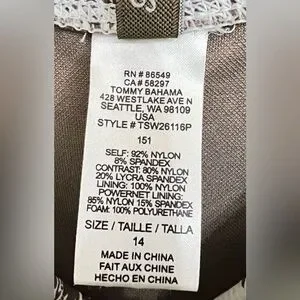 RN # 86549
CA # 58297
TOMMY BAHAMA
428 WESTLAKE AVE N
SEATTLE, WA 98109
USA
STYLE # TSW26116P
151
SELF: 92% NYLON
8% SPANDEX
CONTRAST: 80% NYLON
20% LYCRA SPANDEX
LINING: 100% NYLON
POWERNET LINING:
85% NYLON 15% SPANDEX
FOAM: 100% POLYURETHANE
SIZE / TAILLE / TALLA
14
MADE IN CHINA
FAIT AUX CHINE
HECHO EN CHINA